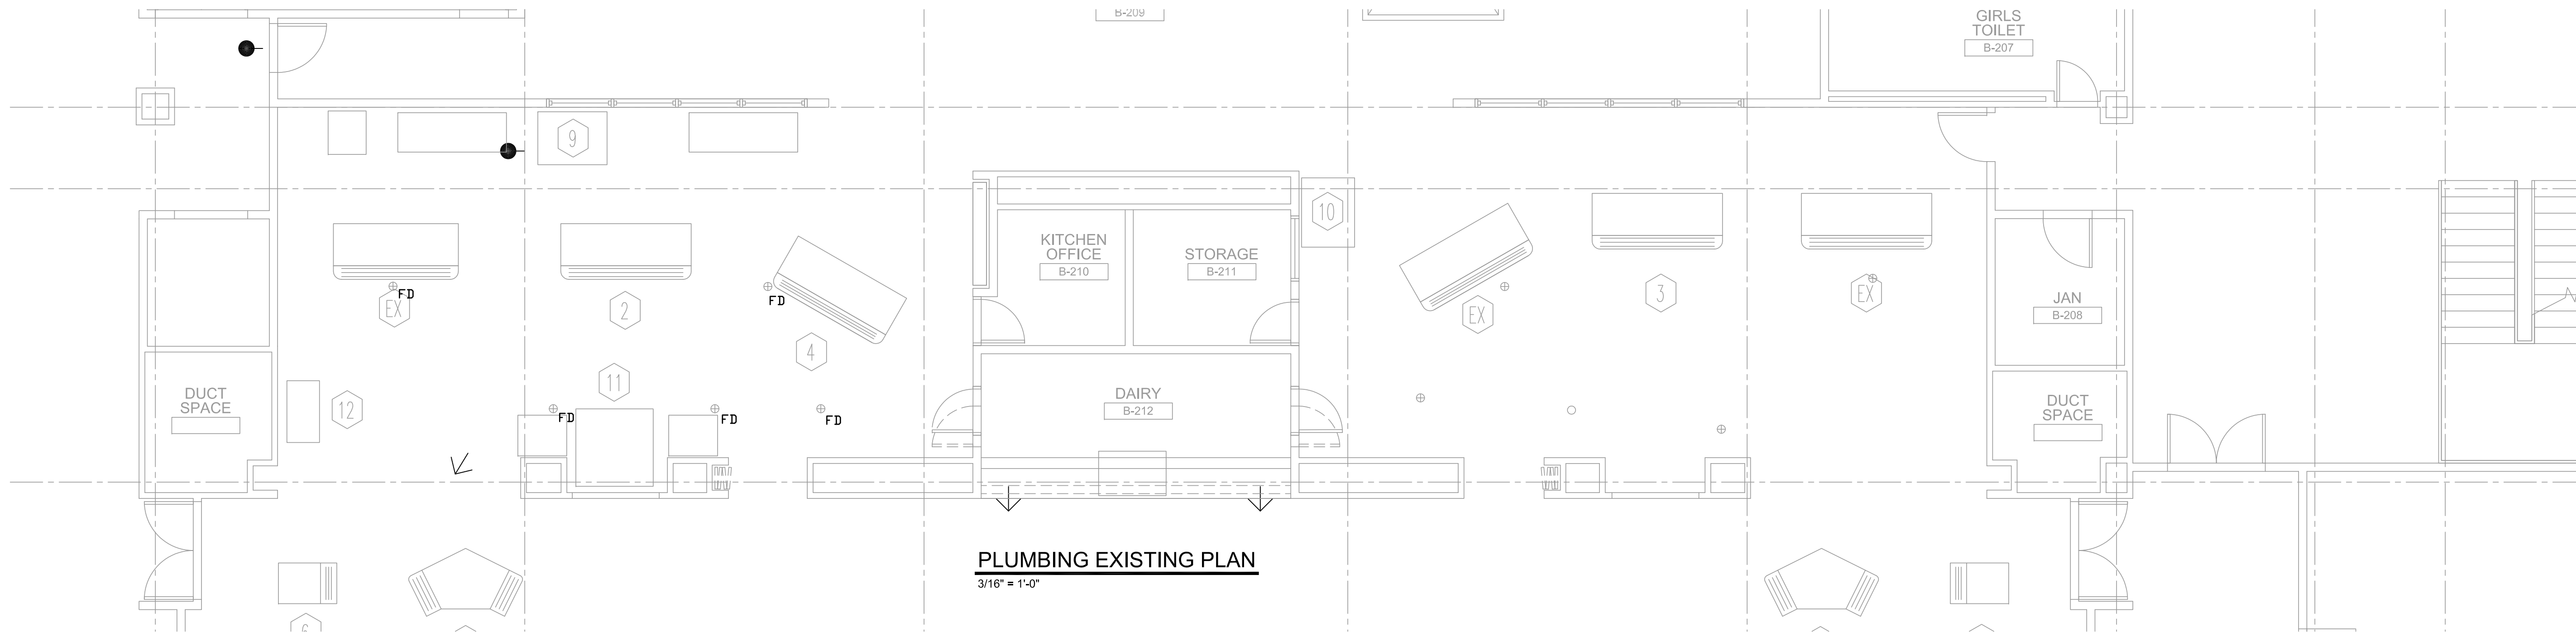 B-209
GIRLS
TOILET
B-207
9
10
KITCHEN
OFFICE
B-210
STORAGE
B-211
FD
EX
2
FD
4
EX
3
EX
JAN
B-208
11
DUCT
SPACE
12
FD
FD
FD
DAIRY
B-212
DUCT
SPACE
PLUMBING EXISTING PLAN
3/16" = 1'-0"